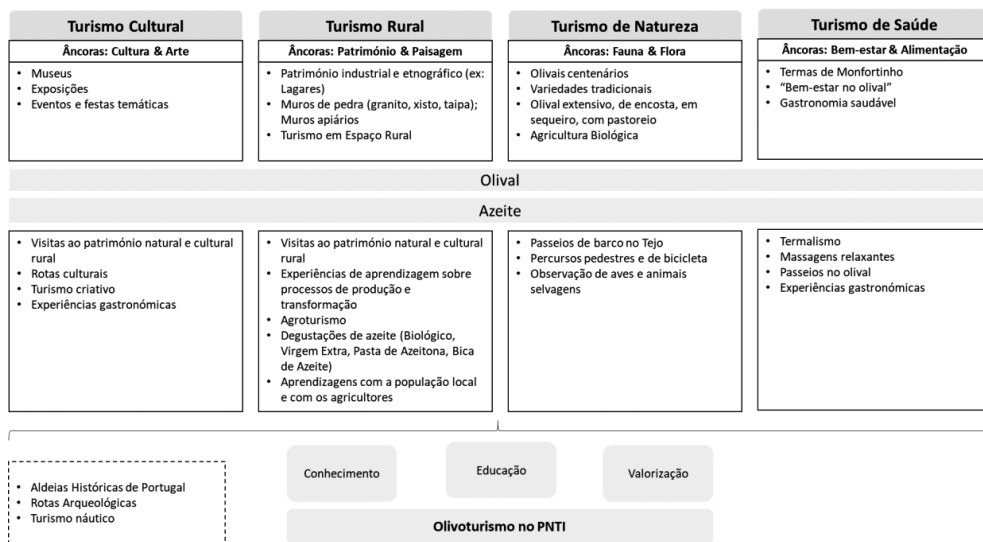 Turismo Cultural
Âncoras: Cultura & Arte
• Museus
• Exposições
• Eventos e festas temáticas
Turismo Rural
Âncoras: Património & Paisagem
• Património industrial e etnográfico (ex:
Lagares)
• Muros de pedra (granito, xisto, taipa);
Muros apiários
• Turismo em Espaço Rural
Turismo de Natureza
Âncoras: Fauna & Flora
• Olivais centenários
• Variedades tradicionais
• Olival extensivo, de encosta, em
sequeiro, com pastoreio
• Agricultura Biológica
Turismo de Saúde
Âncoras: Bem-estar & Alimentação
• Termas de Monfortinho
• “Bem-estar no olival”
• Gastronomia saudável
Olival
Azeite
• Visitas ao património natural e cultural
rural
• Rotas culturais
• Turismo criativo
• Experiências gastronómicas
• Visitas ao património natural e cultural
rural
• Experiências de aprendizagem sobre
processos de produção e
transformação
• Agroturismo
• Degustações de azeite (Biológico,
Virgem Extra, Pasta de Azeitona, Bica
de Azeite)
• Aprendizagens com a população local
e com os agricultores
• Passeios de barco no Tejo
• Percursos pedestres e de bicicleta
• Observação de aves e animais
selvagens
• Termalismo
• Massagens relaxantes
• Passeios no olival
• Experiências gastronómicas
• Aldeias Históricas de Portugal
• Rotas Arqueológicas
• Turismo náutico
Conhecimento
Educação
Valorização
Olivoturismo no PNTI